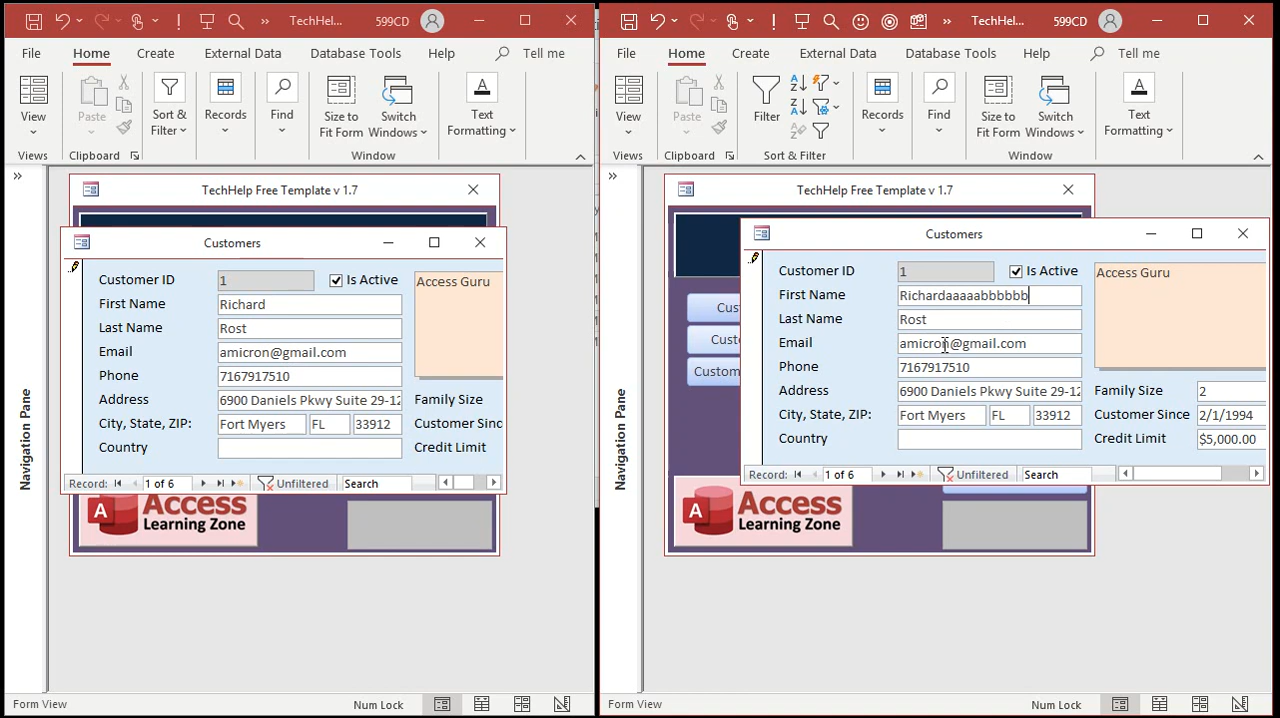 TechHel...
599CD
File
Home
Create
External Data
Database Tools
Help
Tell me
View
Paste
Sort &
Filter
Records
Find
Size to
Fit Form
Switch
Windows
Text
Formatting
Views
Clipboard
Window
Navigation Pane
TechHelp Free Template v 1.7
Customers
Customer ID
1
Is Active
Access Guru
First Name
Richard
Last Name
Rost
Email
amicron@gmail.com
Phone
7167917510
Address
6900 Daniels Pkwy Suite 29-12
Family Size
City, State, ZIP:
Fort Myers
FL
33912
Customer Sinc
Country
Credit Limit
Record:
1 of 6
Unfiltered
Search
A
Access
Learning Zone
Form View
Num Lock
TechHel...
599CD
File
Home
Create
External Data
Database Tools
Help
Tell me
View
Paste
Filter
Records
Find
Size to
Fit Form
Switch
Windows
Text
Formatting
Views
Clipboard
Sort & Filter
Window
Navigation Pane
TechHelp Free Template v 1.7
Cus
Custo
Custom
Customers
Customer ID
1
Is Active
Access Guru
First Name
Richardaaaaabbbbbb
Last Name
Rost
Email
amicron@gmail.com
Phone
7167917510
Address
6900 Daniels Pkwy Suite 29-12
Family Size
2
City, State, ZIP:
Fort Myers
FL
33912
Customer Since
2/1/1994
Country
Credit Limit
$5,000.00
Record:
1 of 6
Unfiltered
Search
A
Access
Learning Zone
Form View
Num Lock